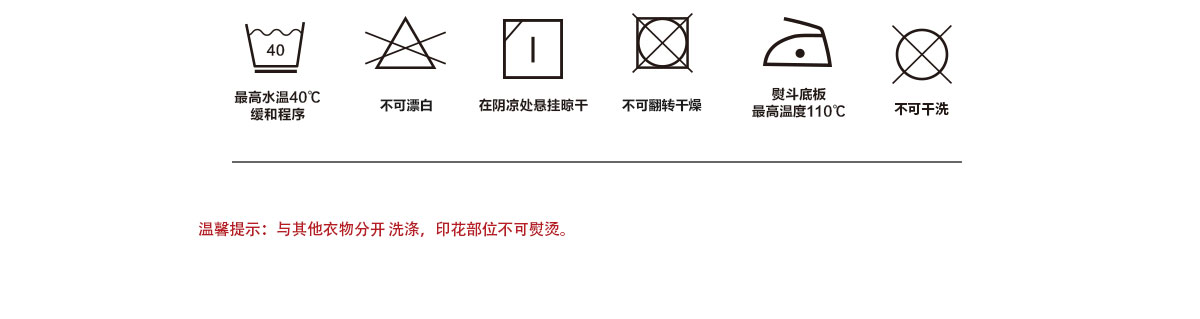 40
最高水温40℃
缓和程序
不可漂白
在阴凉处悬挂晾干
不可翻转干燥
熨斗底板
最高温度110℃
不可干洗
温馨提示：与其他衣物分开 洗涤，印花部位不可熨烫。